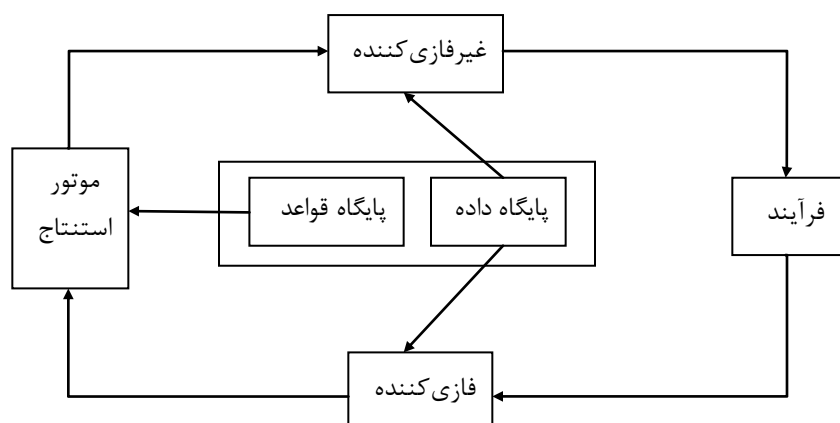 غیرفازی‌کننده
موتور
استنتاج
پایگاه قواعد
پایگاه داده
فرآیند
فازی‌کننده